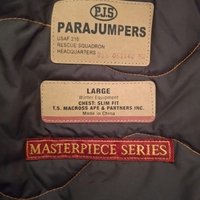 PJS
PARAJUMPERS
USAF 210
RESCUE SQUADRON
HEADQUARTERS
LARGE
Winter Equipment
CHEST: SLIM FIT
T.S. MACROSS APE & PARTNERS INC.
Made in China
MASTERPIECE SERIES